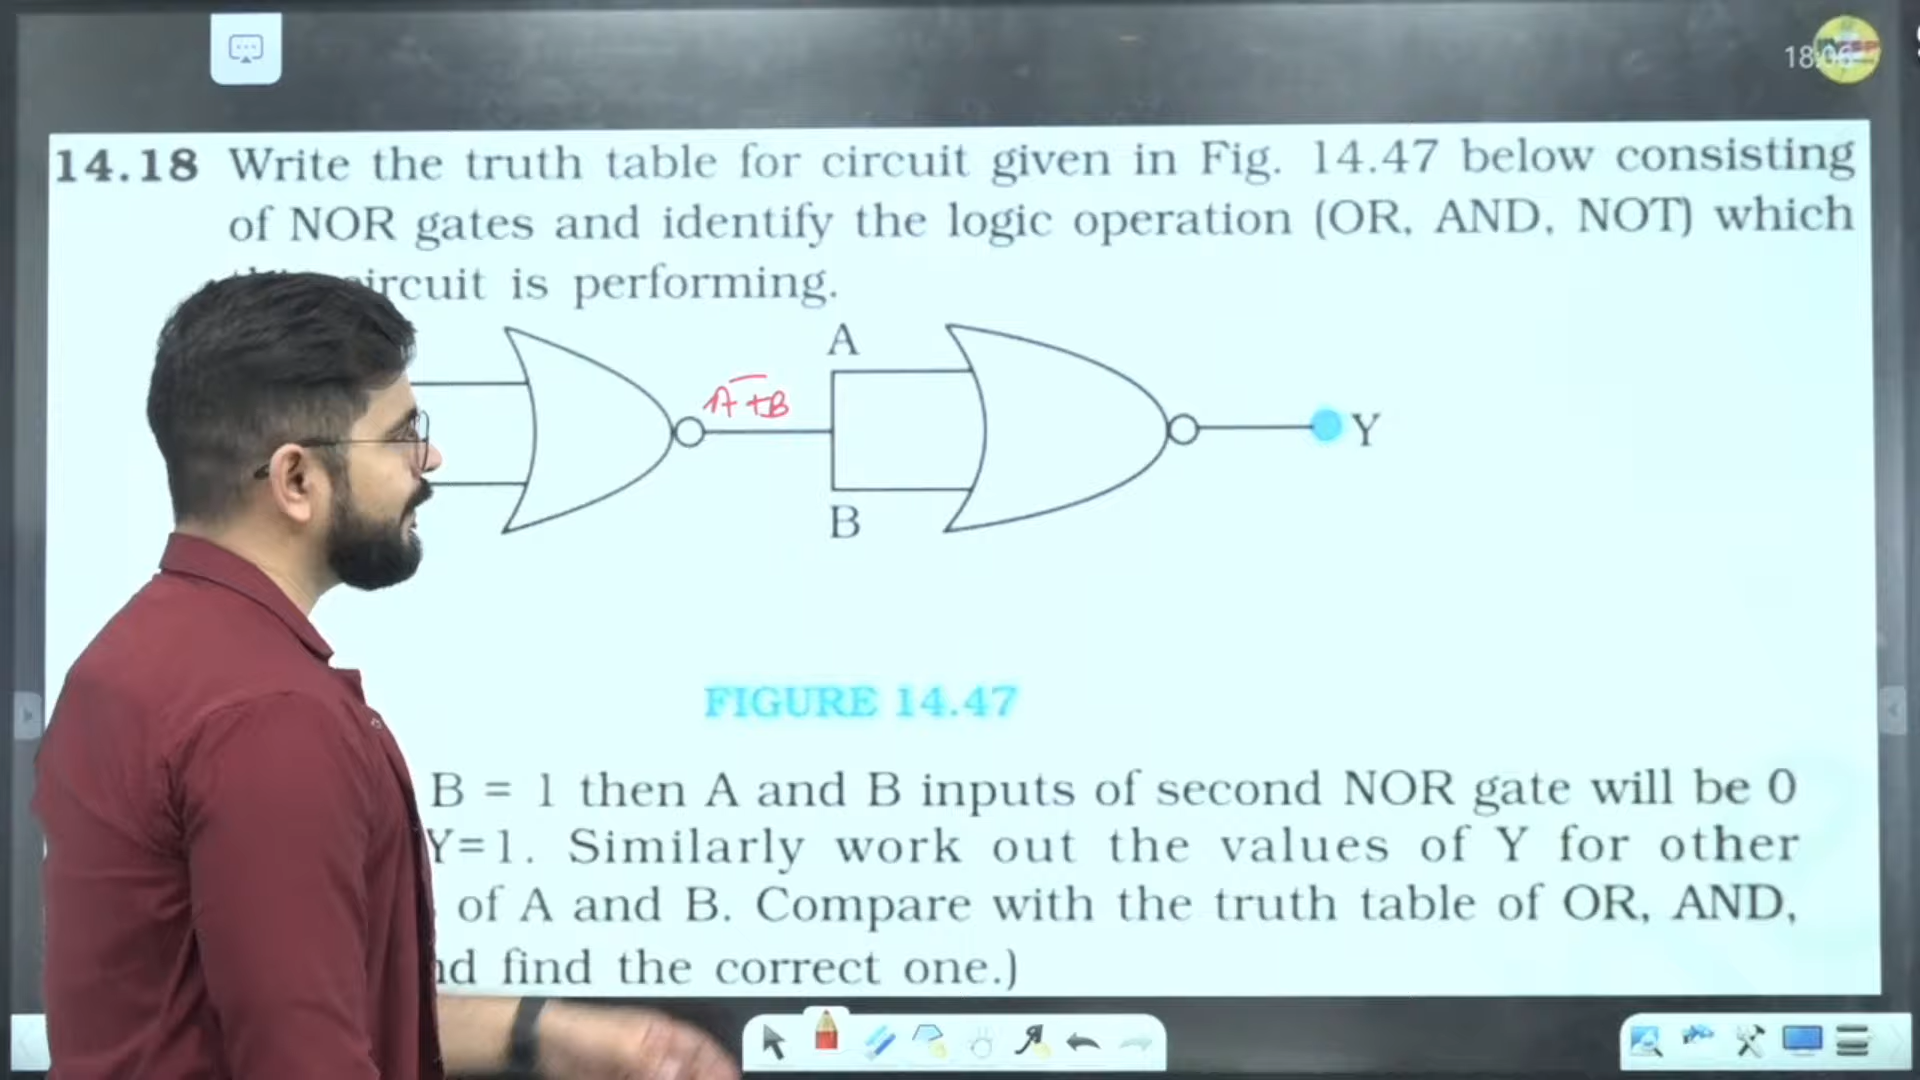 14.18 Write the truth table for circuit given in Fig. 14.47 below consisting
of NOR gates and identify the logic operation (OR, AND, NOT) which
circuit is performing.
A
A+B
Y
B
FIGURE 14.47
B = 1 then A and B inputs of second NOR gate will be 0
Y=1. Similarly work out the values of Y for other
of A and B. Compare with the truth table of OR, AND,
find the correct one.)